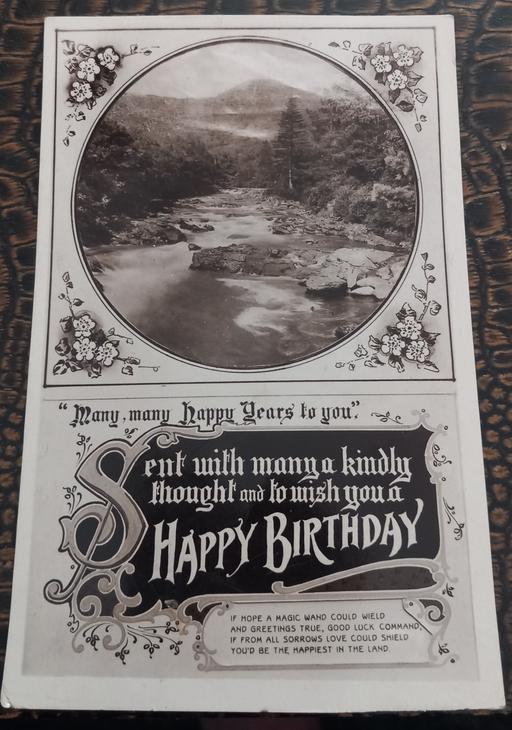 "Many, many Happy Years to you".
Sent with many a kindly
thought and to wish you a
HAPPY BIRTHDAY
IF HOPE A MAGIC WAND COULD WIELD
AND GREETINGS TRUE, GOOD LUCK COMMAND,
IF FROM ALL SORROWS LOVE COULD SHIELD
YOU'D BE THE HAPPIEST IN THE LAND.